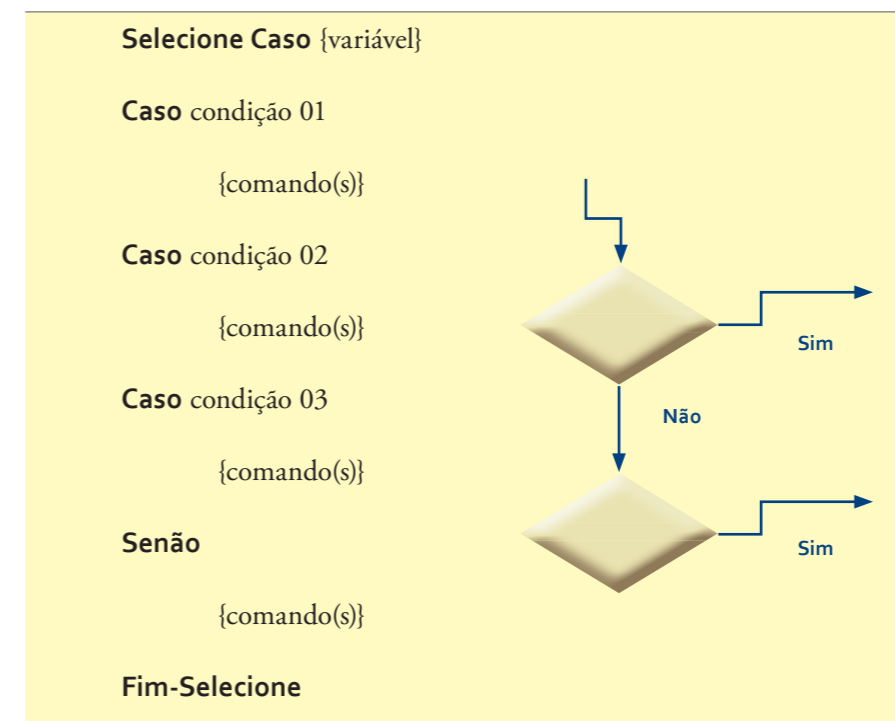 Selecione Caso {variável}
Caso condição 01
{comando(s)}
Caso condição 02
{comando(s)}
Caso condição 03
{comando(s)}
Senão
{comando(s)}
Fim-Selecione
Sim
Não
Sim